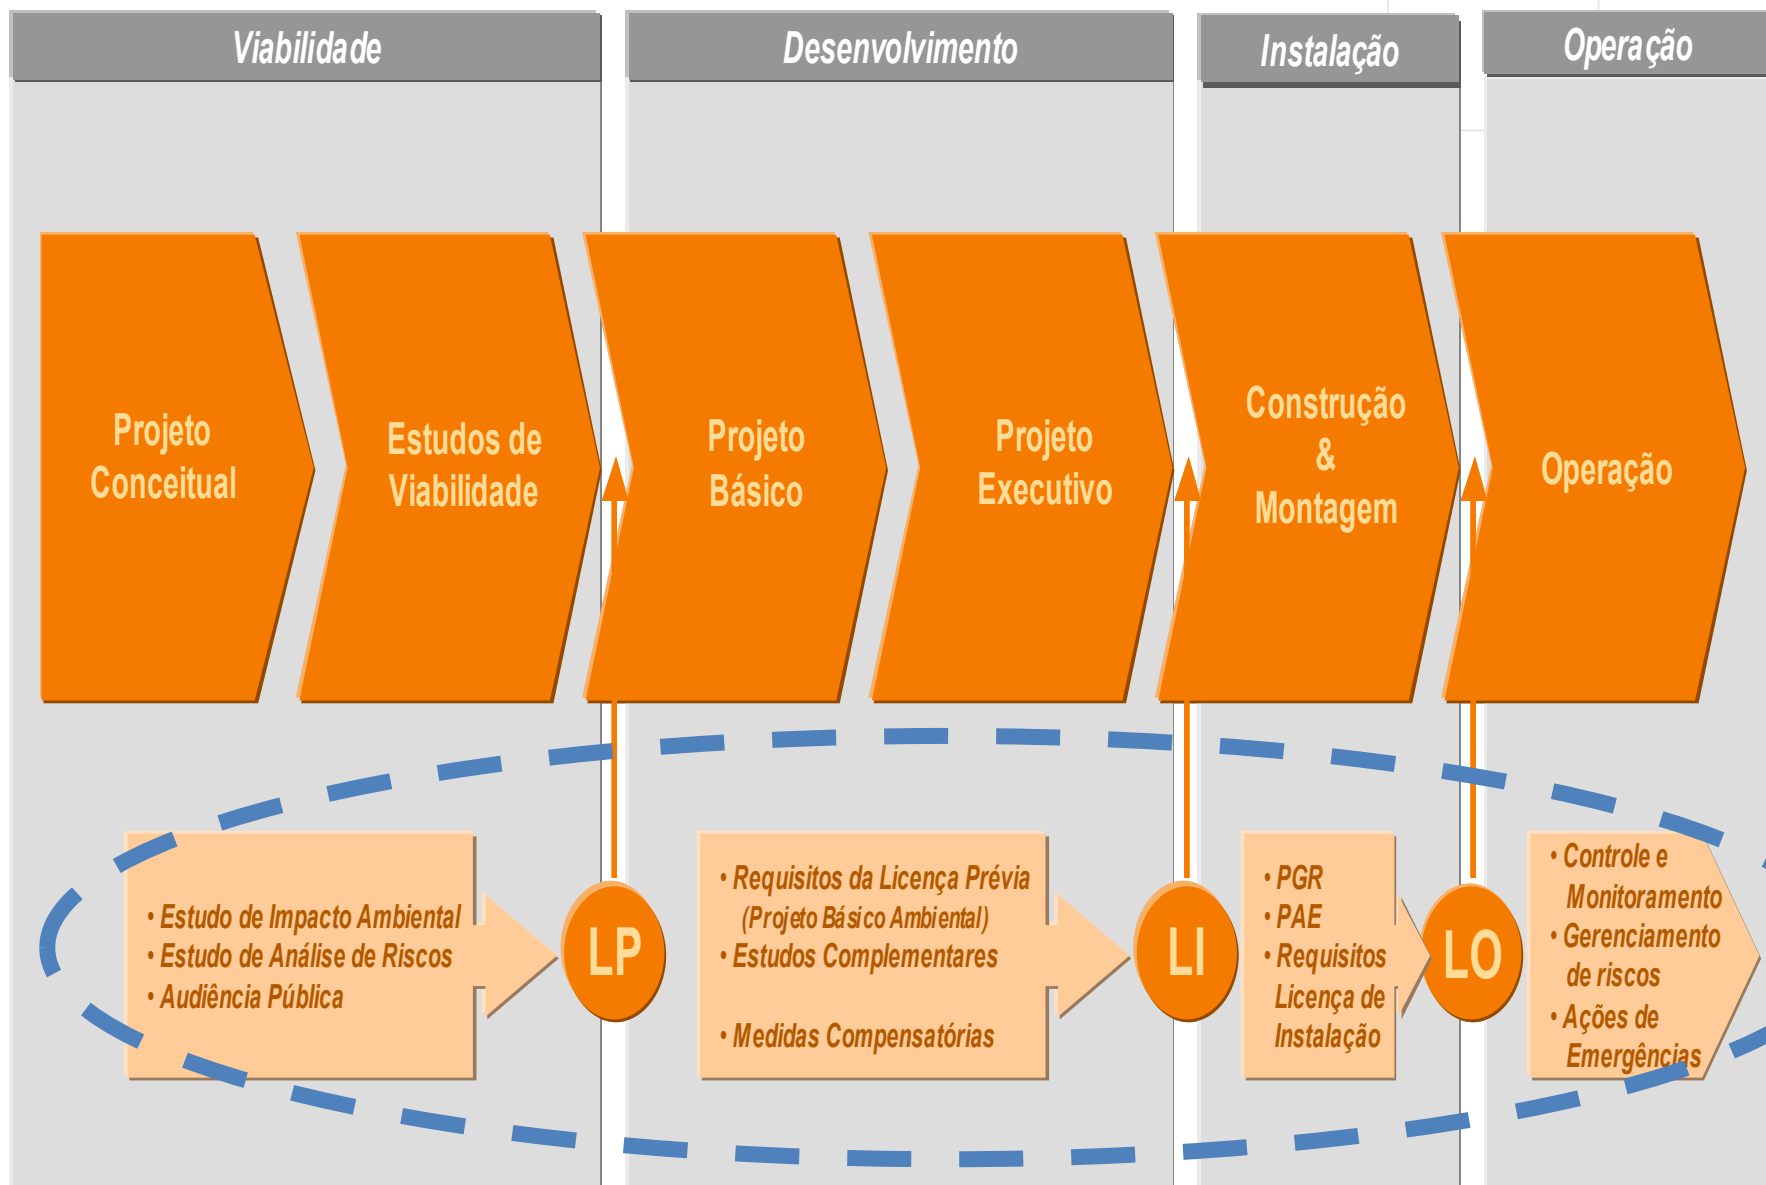 Viabilidade
Desenvolvimento
Instalação
Operação
Projeto
Conceitual
Estudos de
Viabilidade
Projeto
Básico
Projeto
Executivo
Construção
&
Montagem
Operação
• Estudo de Impacto Ambiental
• Estudo de Análise de Riscos
• Audiência Pública
LP
• Requisitos da Licença Prévia
(Projeto Básico Ambiental)
• Estudos Complementares
• Medidas Compensatórias
LI
• PGR
• PAE
• Requisitos
Licença de
Instalação
LO
• Controle e
Monitoramento
• Gerenciamento
de riscos
• Ações de
Emergências